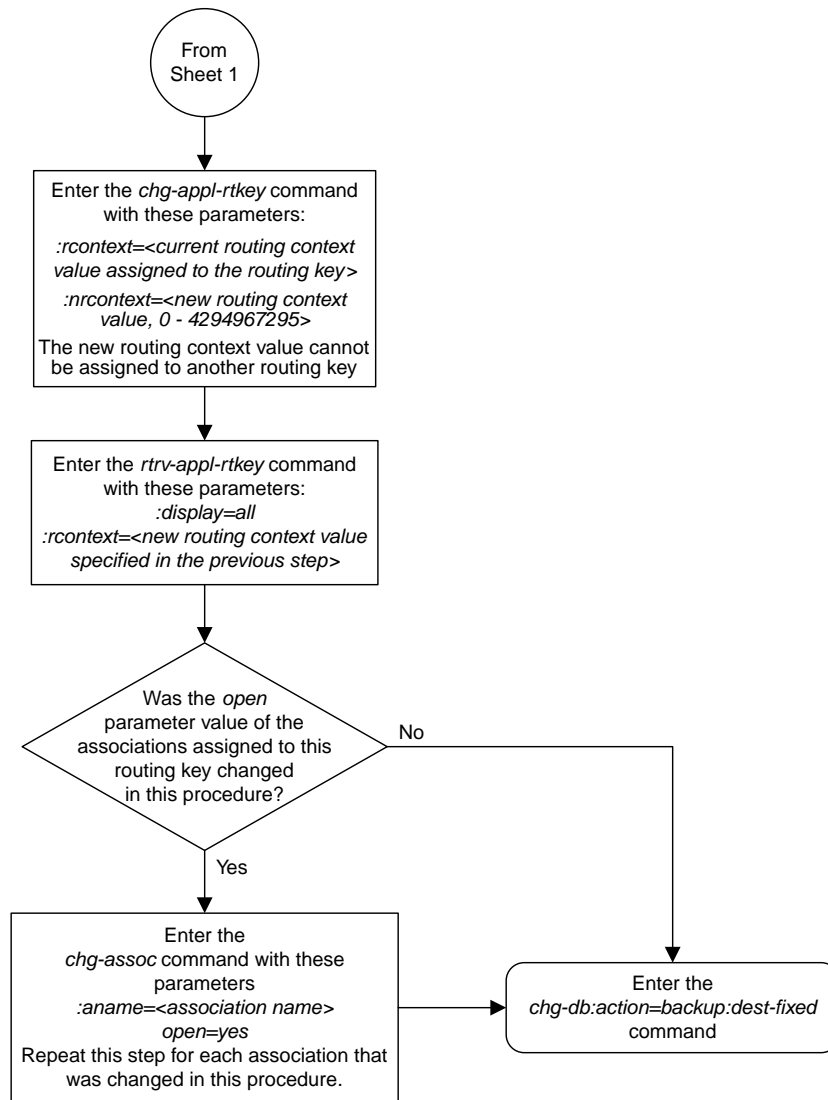 From
Sheet 1
Enter the chg-appl-rtkey command
with these parameters:
:rcontext=<current routing context
value assigned to the routing key>
:nrcontext=<new routing context
value, 0 - 4294967295>
The new routing context value cannot
be assigned to another routing key
Enter the rtrv-appl-rtkey command
with these parameters:
:display=all
:rcontext=<new routing context value
specified in the previous step>
Was the open
parameter value of the
associations assigned to this
routing key changed
in this procedure?
No
Yes
Enter the
chg-assoc command with these
parameters
:aname=<association name>
open=yes
Repeat this step for each association that
was changed in this procedure.
Enter the
chg-db:action=backup:dest-fixed
command